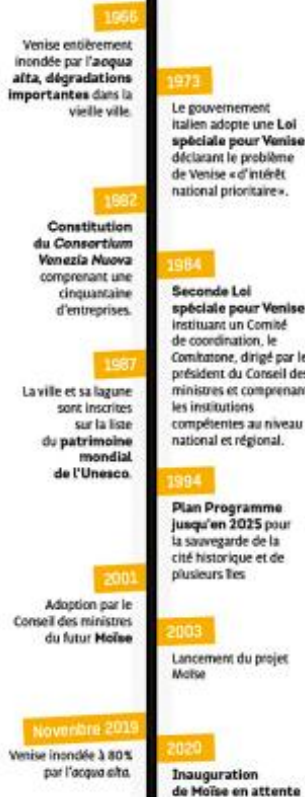 1966
Venise entièrement
inondée par l'acqua
alta, dégradations
importantes dans la
vieille ville.
1973
Le gouvernement
italien adopte une Loi
spéciale pour Venise
déclarant le problème
de Venise « d'intérêt
national prioritaire ».
1982
Constitution
du Consortium
Venezia Nuova
comprenant une
cinquantaine
d'entreprises.
1984
Seconde Loi
spéciale pour Venise
instituant un Comité
de coordination, le
Comitatone, dirigé par le
président du Conseil des
ministres et comprenant
les institutions
compétentes au niveau
national et régional.
1987
La ville et sa lagune
sont inscrites
sur la liste
du patrimoine
mondial
de l'Unesco.
1994
Plan Programme
jusqu'en 2025 pour
la sauvegarde de la
cité historique et de
plusieurs îles
2001
Adoption par le
Conseil des ministres
du futur Moïse
2003
Lancement du projet
Moïse
Novembre 2019
Venise inondée à 80%
par l'acqua alta.
2020
Inauguration
de Moïse en attente